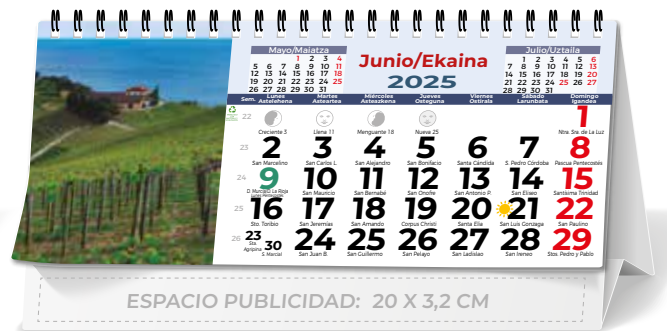 Mayo/Maiatza
1 2 3 4
5 6 7 8 9 10 11
12 13 14 15 16 17 18
19 20 21 22 23 24 25
26 27 28 29 30 31
Junio/Ekaina
2025
Julio/Uztaila
1 2 3 4 5 6
7 8 9 10 11 12 13
14 15 16 17 18 19 20
21 22 23 24 25 26 27
28 29 30 31
Sem. Lunes Martes Miércoles Jueves Viernes Sábado Domingo
Astelehena Asteartea Asteazkena Osteguna Ostirala Larunbata Igandea
22 1
Creciente 3 Llena 11 Menguante 18 Nueva 25 Ntra. Sra. de La Luz
23 2 3 4 5 6 7 8
San Marcelino San Carlos L. San Alejandro San Bonifacio Santa Cándida S. Pedro Córdoba Pascua Pentecostés
24 9 10 11 12 13 14 15
D. Murcia/D. La Rioja
Lunes Pentecostés San Mauricio San Bernabé San Onofre San Antonio P. San Eliseo Santísima Trinidad
25 16 17 18 19 20 21 22
Sto. Toribio San Jeremías San Amando Corpus Christi Santa Elia San Luis Gonzaga San Paulino
26 23 30 24 25 26 27 28 29
Sta. Agripina S. Marcial San Juan B. San Guillermo San Pelayo San Ladislao San Ireneo Stos. Pedro y Pablo
ESPACIO PUBLICIDAD: 20 X 3,2 CM